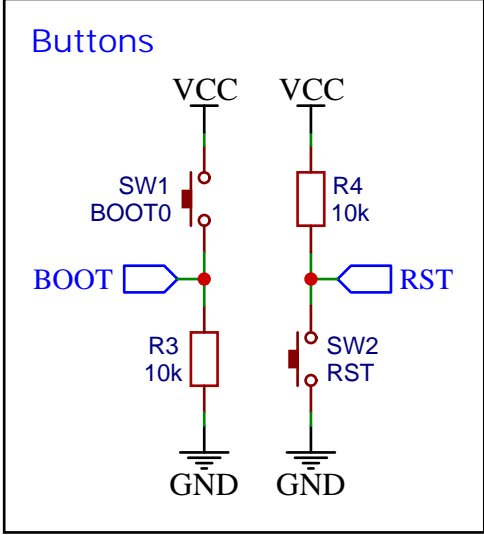 Buttons
VCC VCC
SW1
BOOT0
R4
10k
BOOT
RST
R3
10k
SW2
RST
GND GND